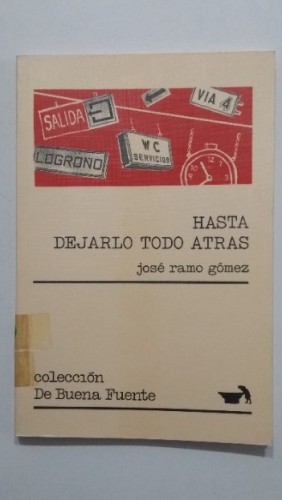 SALIDA
VIA 4
WC
SERVICIOS
LOGROÑO
HASTA
DEJARLO TODO ATRAS
josé ramo gómez
colección
De Buena Fuente